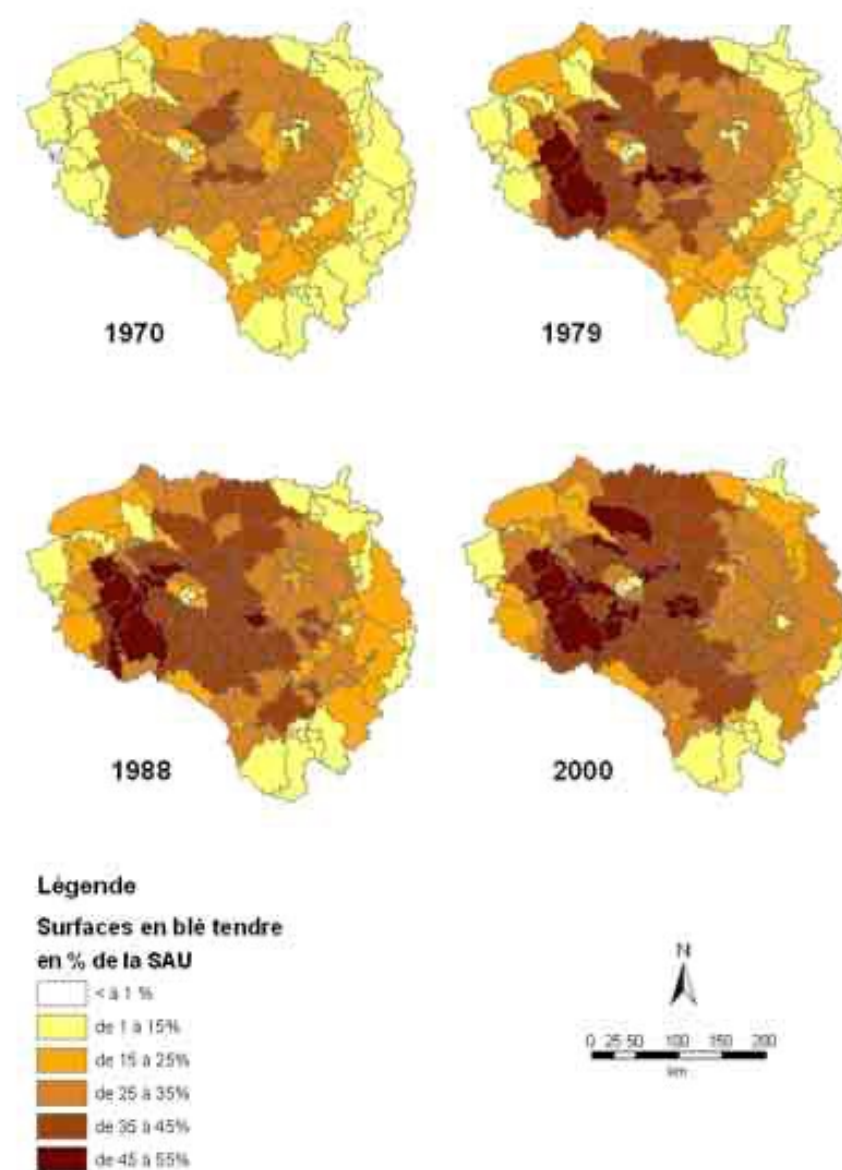 1970
1979
1988
2000
Légende
Surfaces en blé tendre
en % de la SAU
< à 1 %
de 1 à 15%
de 15 à 25%
de 25 à 35%
de 35 à 45%
de 45 à 55%
N
0 25 50 100 150 200
km